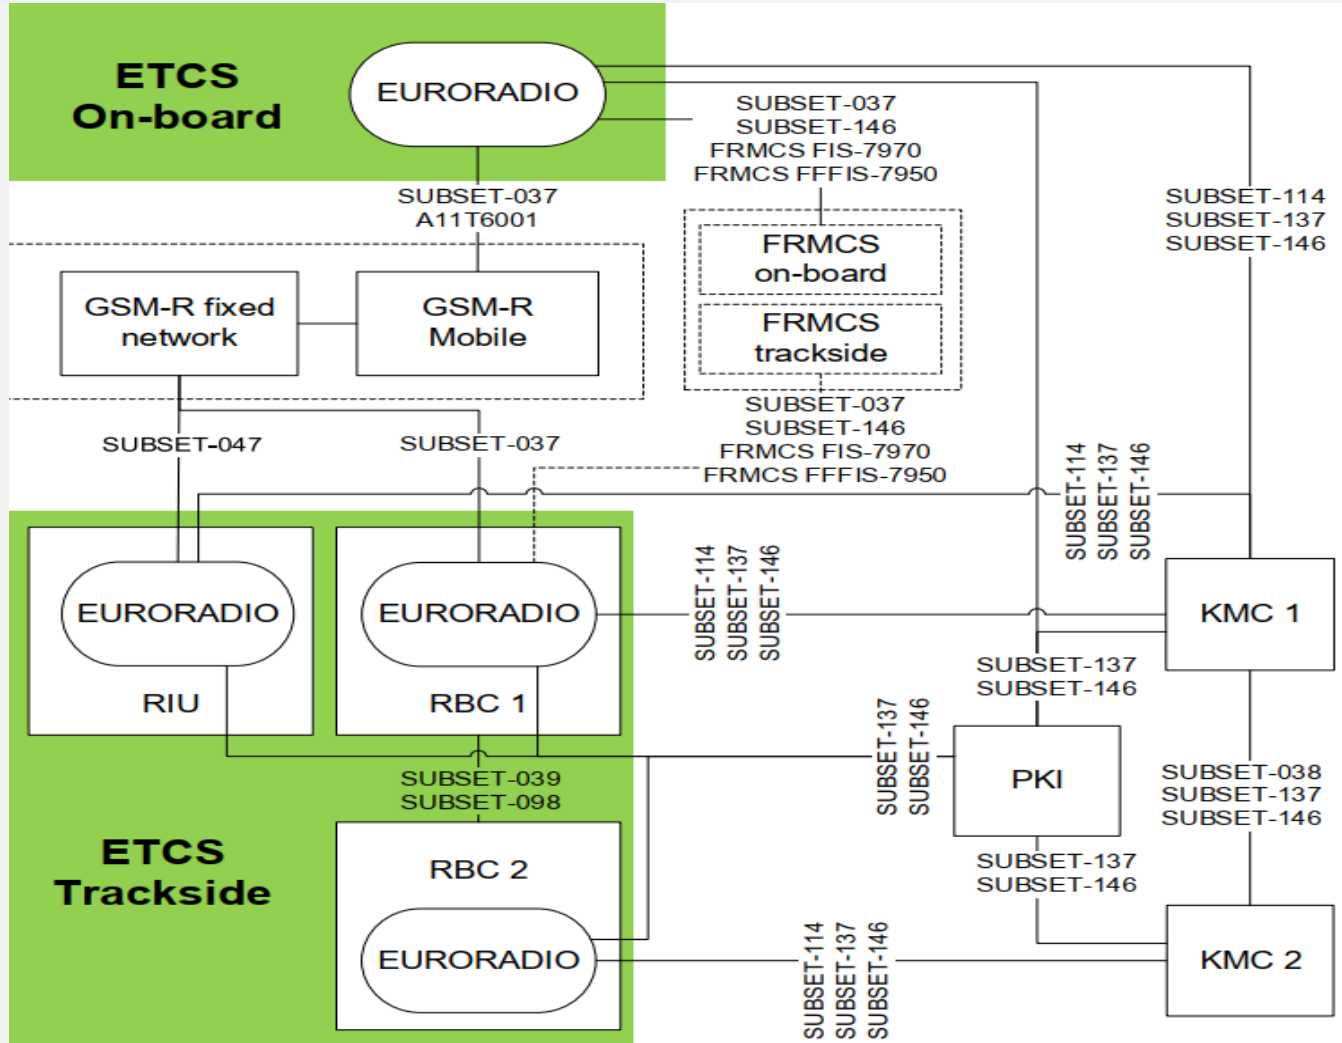 ETCS
On-board
EURORADIO
SUBSET-037
SUBSET-146
FRMCS FIS-7970
FRMCS FFFIS-7950
SUBSET-037
A11T6001
SUBSET-114
SUBSET-137
SUBSET-146
FRMCS
on-board
FRMCS
trackside
GSM-R fixed
network
GSM-R
Mobile
SUBSET-037
SUBSET-146
FRMCS FIS-7970
FRMCS FFFIS-7950
SUBSET-047
SUBSET-037
SUBSET-114
SUBSET-137
SUBSET-146
EURORADIO
RIU
EURORADIO
RBC 1
SUBSET-114
SUBSET-137
SUBSET-146
KMC 1
SUBSET-137
SUBSET-146
SUBSET-137
SUBSET-146
PKI
SUBSET-038
SUBSET-137
SUBSET-146
SUBSET-039
SUBSET-098
ETCS
Trackside
RBC 2
EURORADIO
SUBSET-137
SUBSET-146
SUBSET-114
SUBSET-137
SUBSET-146
KMC 2